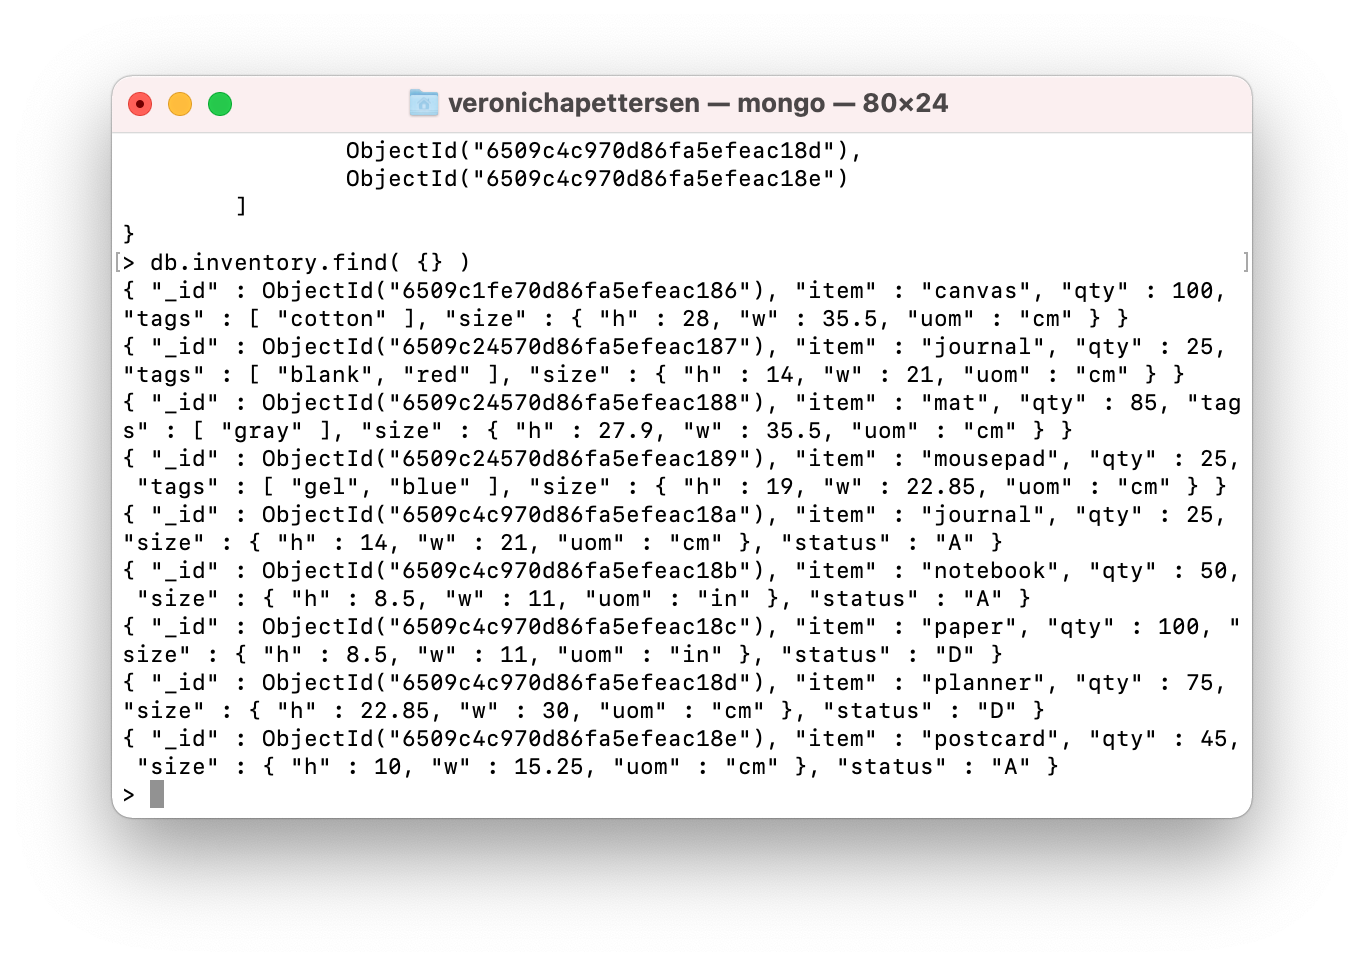 veronichapettersen — mongo — 80×24
ObjectId("6509c4c970d86fa5efeac18d"),
ObjectId("6509c4c970d86fa5efeac18e")
]
}
[> db.inventory.find( {} ) ]
{ "_id" : ObjectId("6509c1fe70d86fa5efeac186"), "item" : "canvas", "qty" : 100,
"tags" : [ "cotton" ], "size" : { "h" : 28, "w" : 35.5, "uom" : "cm" } }
{ "_id" : ObjectId("6509c24570d86fa5efeac187"), "item" : "journal", "qty" : 25,
"tags" : [ "blank", "red" ], "size" : { "h" : 14, "w" : 21, "uom" : "cm" } }
{ "_id" : ObjectId("6509c24570d86fa5efeac188"), "item" : "mat", "qty" : 85, "tag
s" : [ "gray" ], "size" : { "h" : 27.9, "w" : 35.5, "uom" : "cm" } }
{ "_id" : ObjectId("6509c24570d86fa5efeac189"), "item" : "mousepad", "qty" : 25,
"tags" : [ "gel", "blue" ], "size" : { "h" : 19, "w" : 22.85, "uom" : "cm" } }
{ "_id" : ObjectId("6509c4c970d86fa5efeac18a"), "item" : "journal", "qty" : 25,
"size" : { "h" : 14, "w" : 21, "uom" : "cm" }, "status" : "A" }
{ "_id" : ObjectId("6509c4c970d86fa5efeac18b"), "item" : "notebook", "qty" : 50,
"size" : { "h" : 8.5, "w" : 11, "uom" : "in" }, "status" : "A" }
{ "_id" : ObjectId("6509c4c970d86fa5efeac18c"), "item" : "paper", "qty" : 100, "
size" : { "h" : 8.5, "w" : 11, "uom" : "in" }, "status" : "D" }
{ "_id" : ObjectId("6509c4c970d86fa5efeac18d"), "item" : "planner", "qty" : 75,
"size" : { "h" : 22.85, "w" : 30, "uom" : "cm" }, "status" : "D" }
{ "_id" : ObjectId("6509c4c970d86fa5efeac18e"), "item" : "postcard", "qty" : 45,
"size" : { "h" : 10, "w" : 15.25, "uom" : "cm" }, "status" : "A" }
>